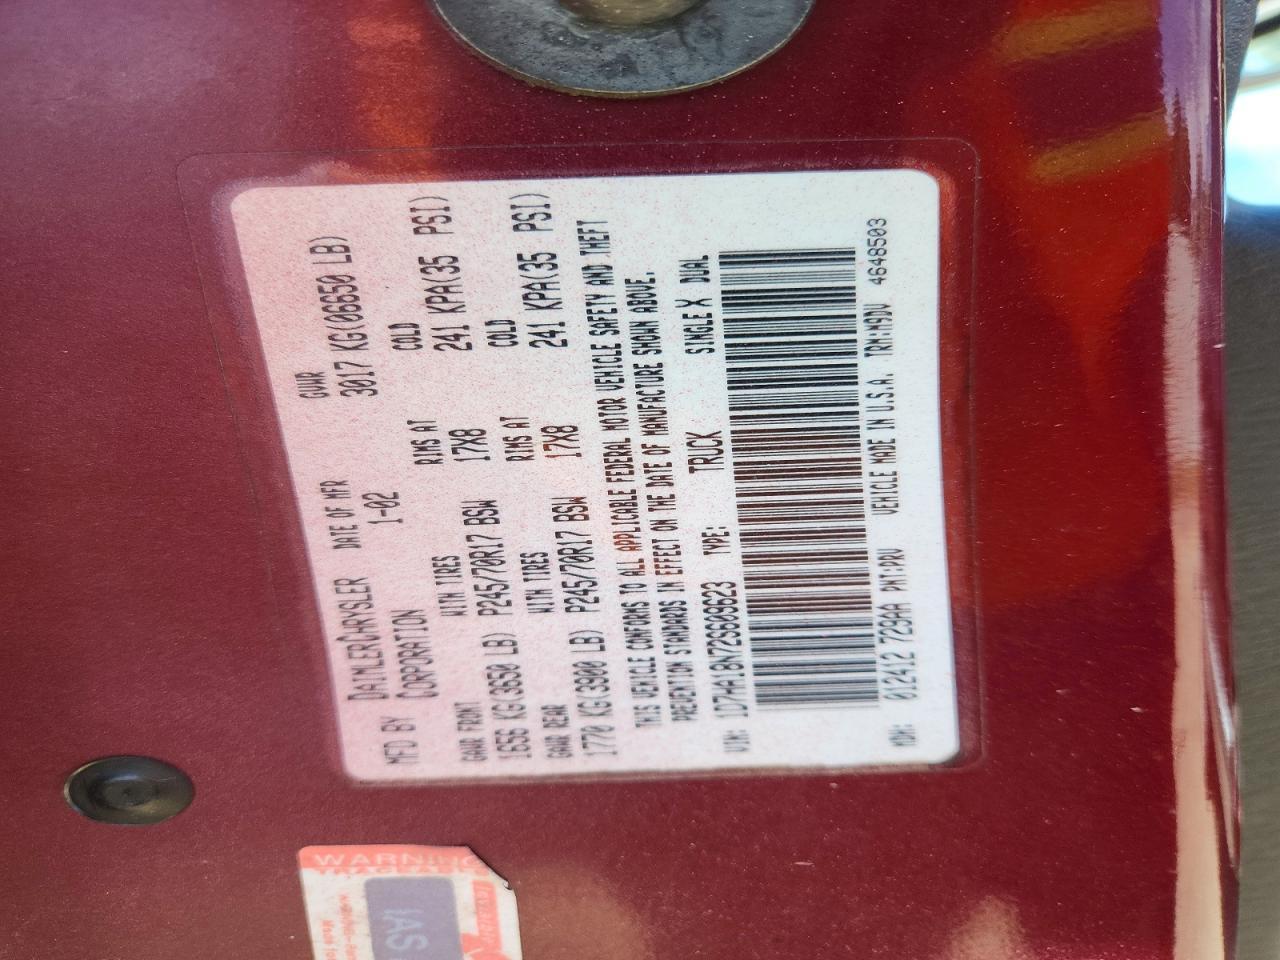 MFD BY DAIMLERCHRYSLER CORPORATION DATE OF MFR 1-02 GVWR 3017 KG(06650 LB)
GAWR FRONT WITH TIRES RIMS AT COLD
1656 KG(3650 LB) P245/70R17 BSW 17X8 241 KPA(35 PSI)
GAWR REAR WITH TIRES RIMS AT COLD
1770 KG(3900 LB) P245/70R17 BSW 17X8 241 KPA(35 PSI)
THIS VEHICLE CONFORMS TO ALL APPLICABLE FEDERAL MOTOR VEHICLE SAFETY AND THEFT
PREVENTION STANDARDS IN EFFECT ON THE DATE OF MANUFACTURE SHOWN ABOVE.
VIN: 1D7HA18N72S609623 TYPE: TRUCK SINGLE X DUAL
MDH: 012412 729AA PNT:PRV VEHICLE MADE IN U.S.A. TRM:M9DV 4648503
WARNING
IAS